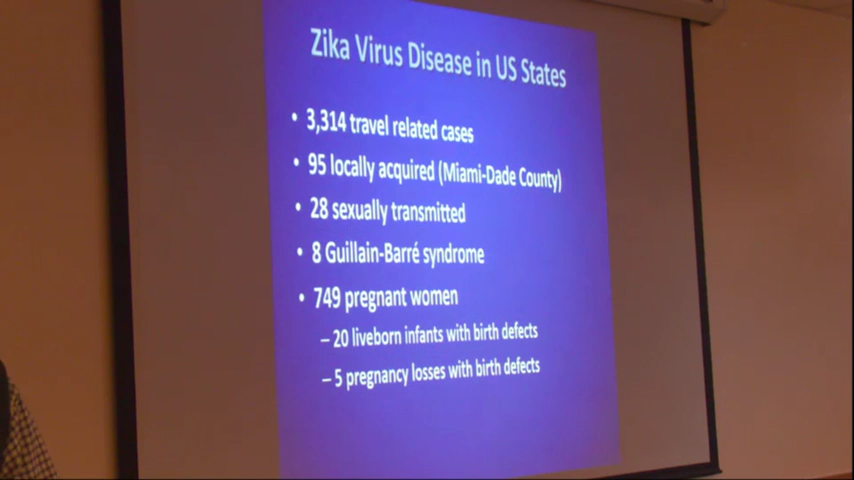 Zika Virus Disease in US States
• 3,314 travel related cases
• 95 locally acquired (Miami-Dade County)
• 28 sexually transmitted
• 8 Guillain-Barré syndrome
• 749 pregnant women
– 20 liveborn infants with birth defects
– 5 pregnancy losses with birth defects